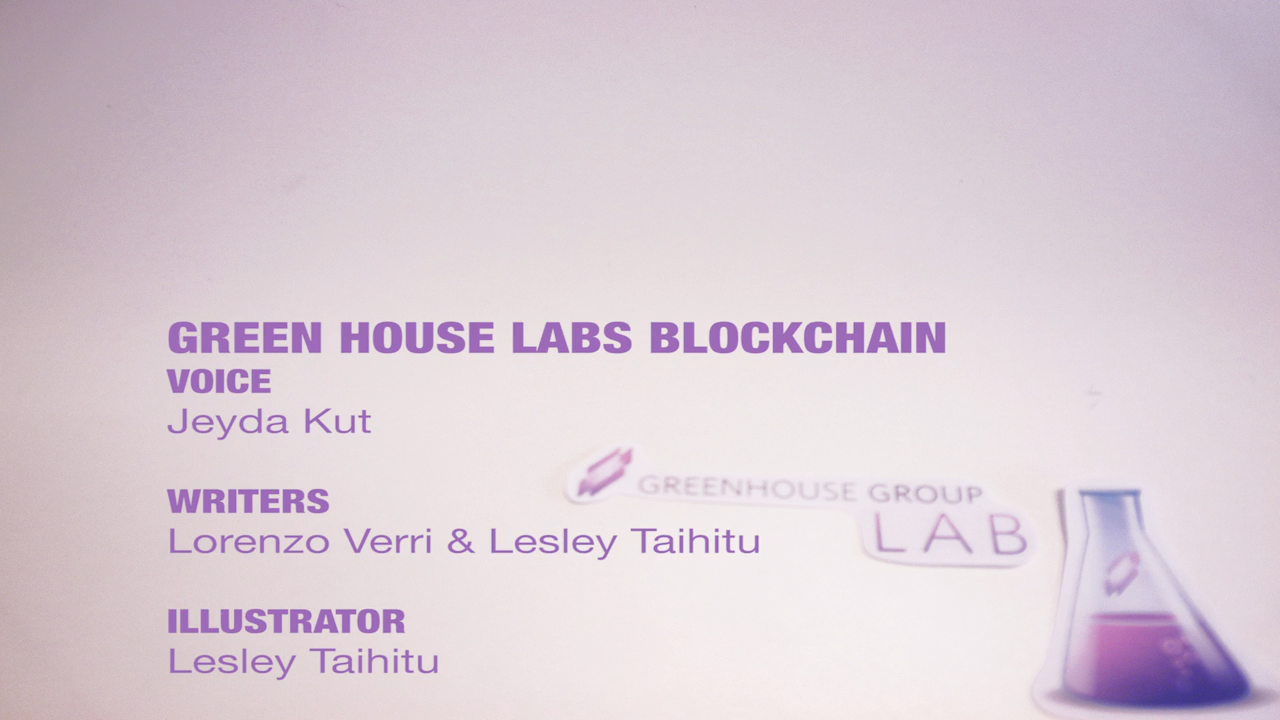 GREEN HOUSE LABS BLOCKCHAIN
VOICE
Jeyda Kut
WRITERS
Lorenzo Verri & Lesley Taihitu
ILLUSTRATOR
Lesley Taihitu
GREENHOUSE GROUP
LAB